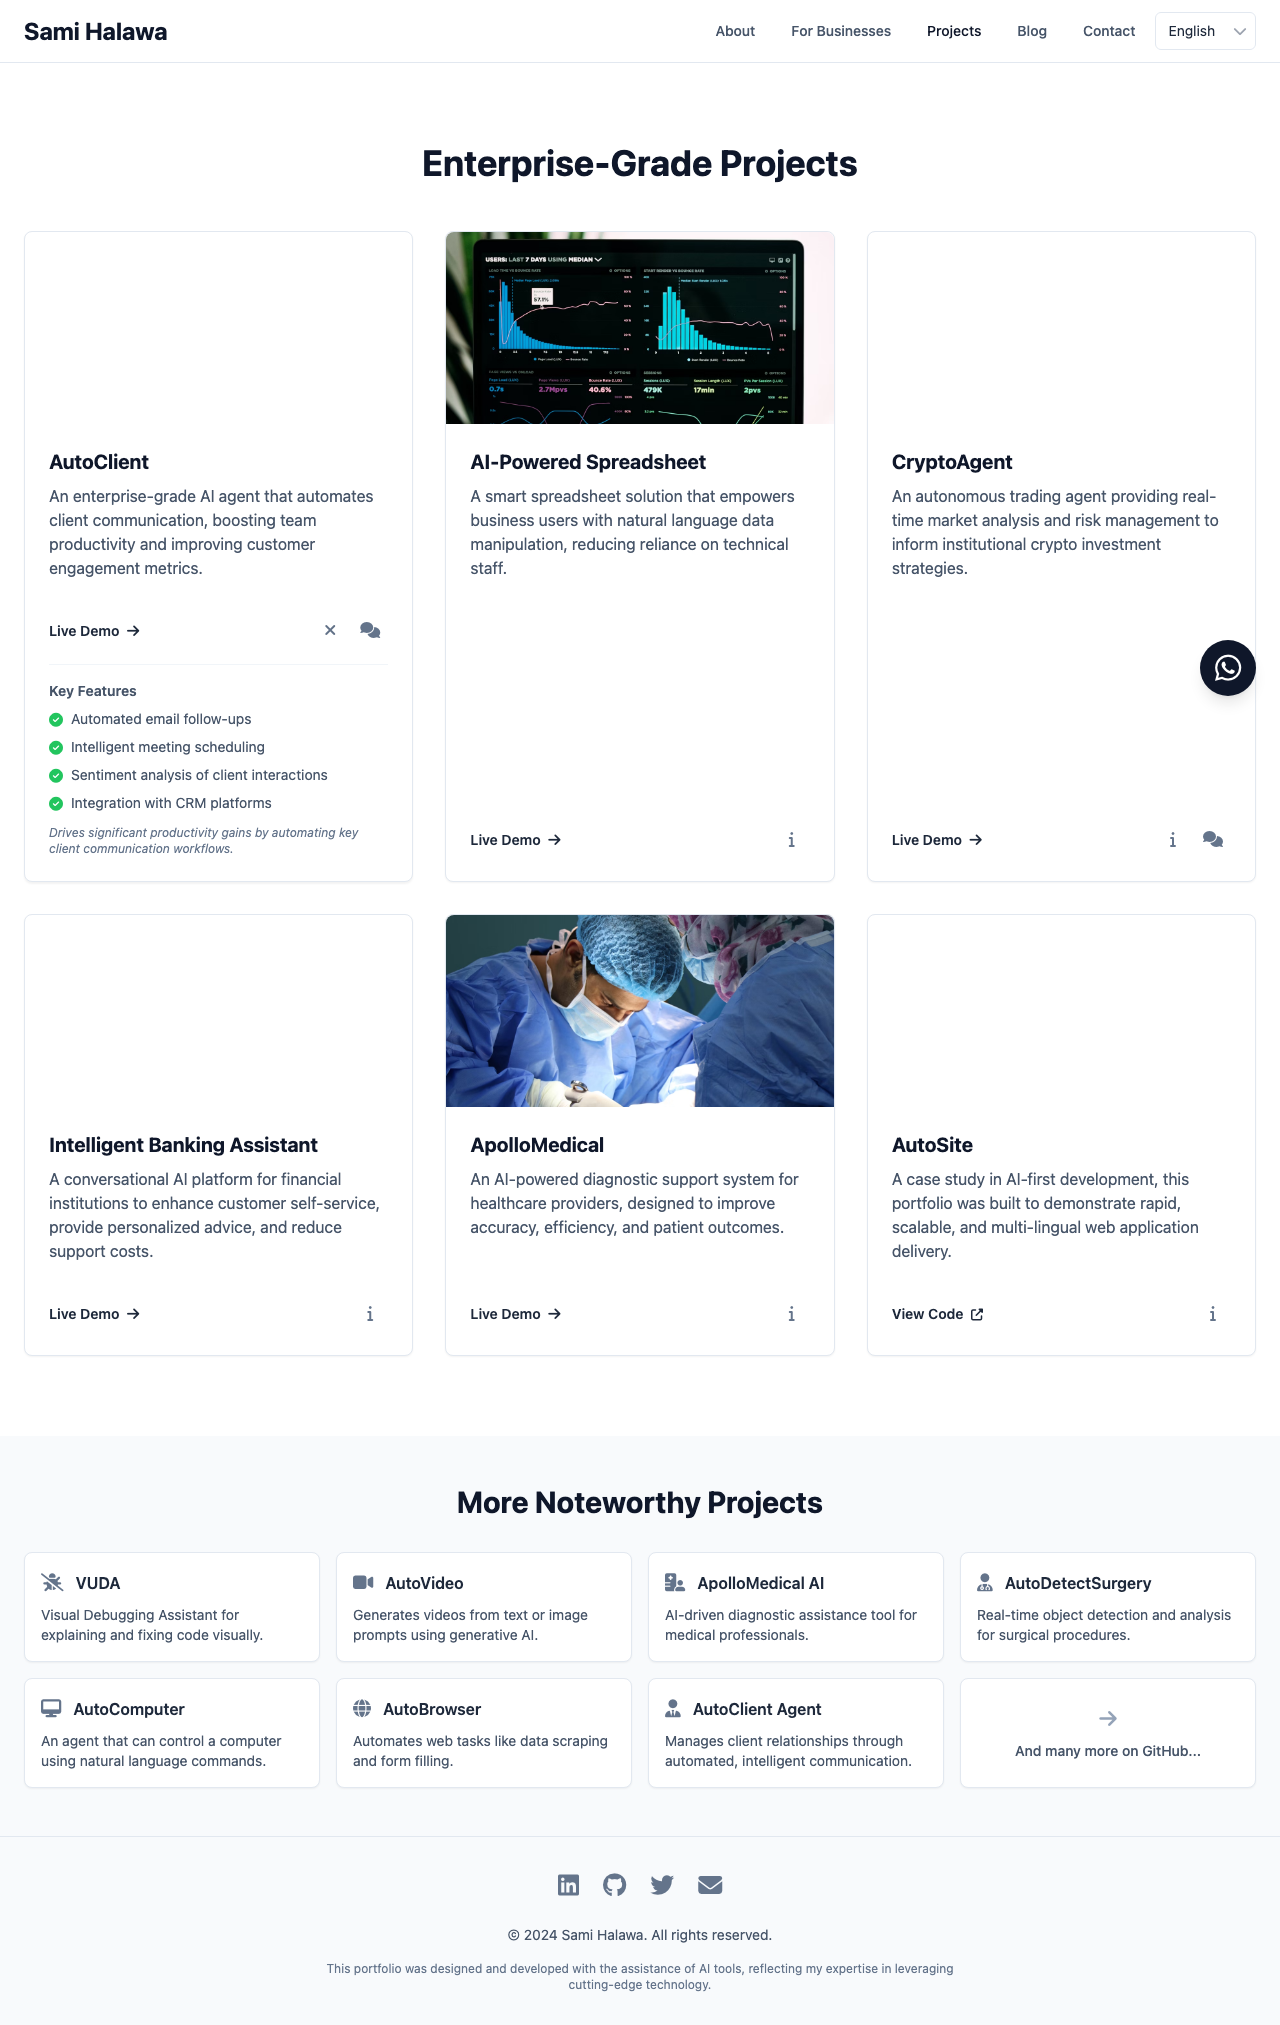 Sami Halawa
About
For Businesses
Projects
Blog
Contact
English
Enterprise-Grade Projects
AutoClient
An enterprise-grade AI agent that automates
client communication, boosting team
productivity and improving customer
engagement metrics.
Live Demo
Key Features
Automated email follow-ups
Intelligent meeting scheduling
Sentiment analysis of client interactions
Integration with CRM platforms
Drives significant productivity gains by automating key
client communication workflows.
USERS: LAST 7 DAYS USING MEDIAN
57.1%
0.7s
2.7Mpvs
40.6%
479K
17min
2pvs
AI-Powered Spreadsheet
A smart spreadsheet solution that empowers
business users with natural language data
manipulation, reducing reliance on technical
staff.
Live Demo
CryptoAgent
An autonomous trading agent providing real-
time market analysis and risk management to
inform institutional crypto investment
strategies.
Live Demo
Intelligent Banking Assistant
A conversational AI platform for financial
institutions to enhance customer self-service,
provide personalized advice, and reduce
support costs.
Live Demo
ApolloMedical
An AI-powered diagnostic support system for
healthcare providers, designed to improve
accuracy, efficiency, and patient outcomes.
Live Demo
AutoSite
A case study in AI-first development, this
portfolio was built to demonstrate rapid,
scalable, and multi-lingual web application
delivery.
View Code
More Noteworthy Projects
VUDA
Visual Debugging Assistant for
explaining and fixing code visually.
AutoVideo
Generates videos from text or image
prompts using generative AI.
ApolloMedical AI
AI-driven diagnostic assistance tool for
medical professionals.
AutoDetectSurgery
Real-time object detection and analysis
for surgical procedures.
AutoComputer
An agent that can control a computer
using natural language commands.
AutoBrowser
Automates web tasks like data scraping
and form filling.
AutoClient Agent
Manages client relationships through
automated, intelligent communication.
And many more on GitHub...
© 2024 Sami Halawa. All rights reserved.
This portfolio was designed and developed with the assistance of AI tools, reflecting my expertise in leveraging
cutting-edge technology.